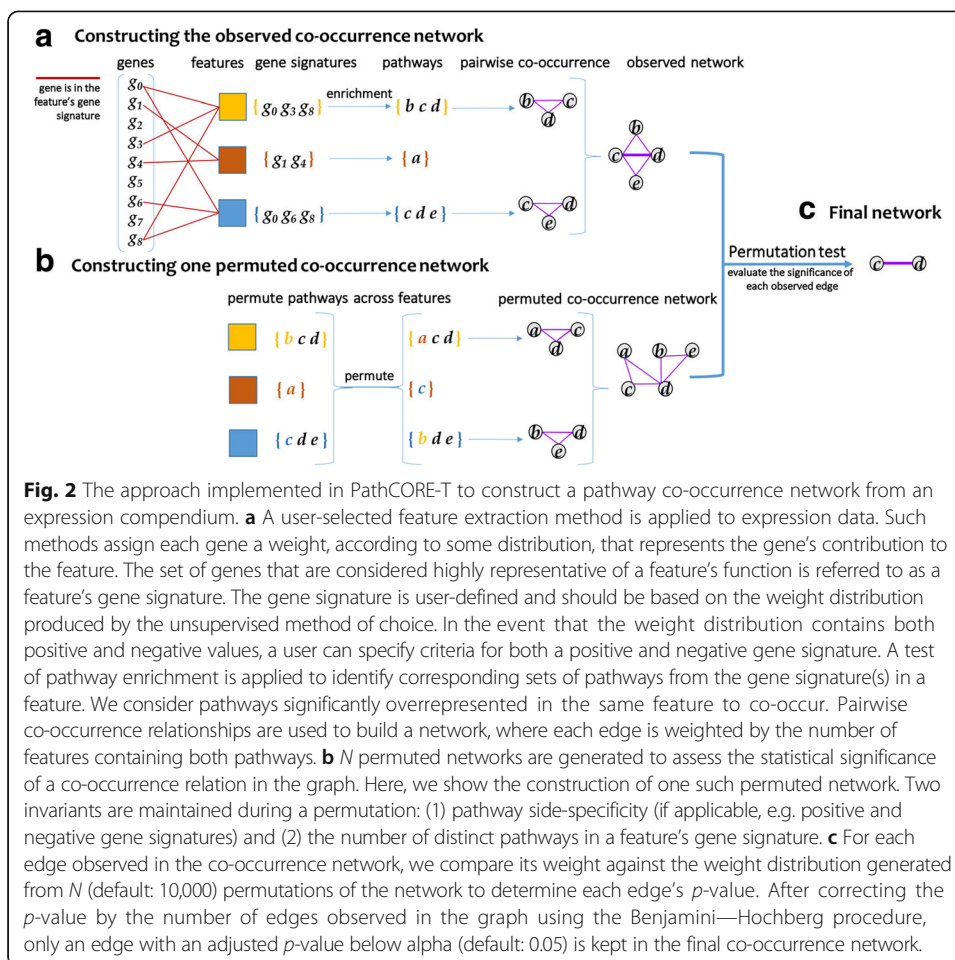 a Constructing the observed co-occurrence network
genes features gene signatures pathways pairwise co-occurrence observed network
gene is in the feature's gene signature
g0
g1
g2
g3
g4
g5
g6
g7
g8
{ g0 g3 g8 } enrichment { b c d } b c d
{ g1 g4 } { a }
{ g0 g6 g8 } { c d e } c d e
b c d e
c Final network
Permutation test
evaluate the significance of each observed edge
c d
b Constructing one permuted co-occurrence network
permute pathways across features permuted co-occurrence network
{ b c d } { a c d } a c d
{ a } permute { c }
{ c d e } { b d e } b d e
a b e c d
Fig. 2 The approach implemented in PathCORE-T to construct a pathway co-occurrence network from an
expression compendium. a A user-selected feature extraction method is applied to expression data. Such
methods assign each gene a weight, according to some distribution, that represents the gene's contribution to
the feature. The set of genes that are considered highly representative of a feature's function is referred to as a
feature's gene signature. The gene signature is user-defined and should be based on the weight distribution
produced by the unsupervised method of choice. In the event that the weight distribution contains both
positive and negative values, a user can specify criteria for both a positive and negative gene signature. A test
of pathway enrichment is applied to identify corresponding sets of pathways from the gene signature(s) in a
feature. We consider pathways significantly overrepresented in the same feature to co-occur. Pairwise
co-occurrence relationships are used to build a network, where each edge is weighted by the number of
features containing both pathways. b N permuted networks are generated to assess the statistical significance
of a co-occurrence relation in the graph. Here, we show the construction of one such permuted network. Two
invariants are maintained during a permutation: (1) pathway side-specificity (if applicable, e.g. positive and
negative gene signatures) and (2) the number of distinct pathways in a feature's gene signature. c For each
edge observed in the co-occurrence network, we compare its weight against the weight distribution generated
from N (default: 10,000) permutations of the network to determine each edge's p-value. After correcting the
p-value by the number of edges observed in the graph using the Benjamini—Hochberg procedure,
only an edge with an adjusted p-value below alpha (default: 0.05) is kept in the final co-occurrence network.